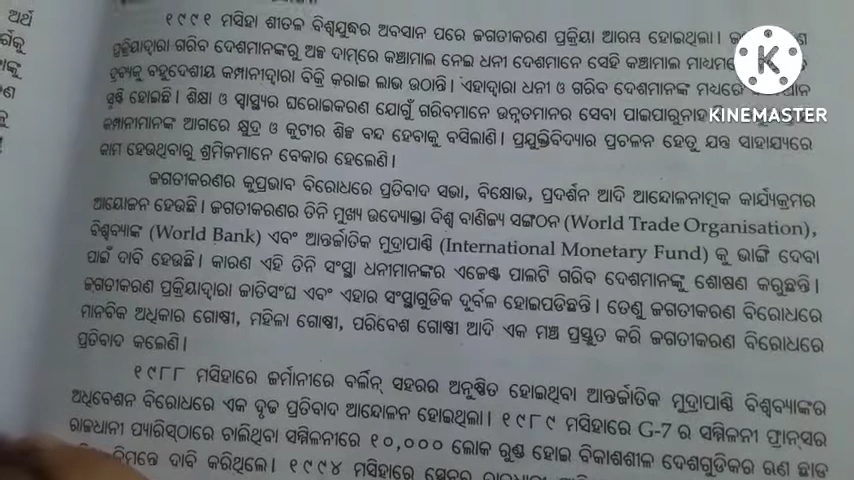 ଅର୍ଥ
୧୯୯୧ ମସିହା ଶୀତଳ ବିଶ୍ୱଯୁଦ୍ଧର ଅବସାନ ପରେ ଜଗତୀକରଣ ପ୍ରକ୍ରିୟା ଆରମ୍ଭ ହୋଇଥିଲା।
ପ୍ରକ୍ରିୟାଦ୍ୱାରା ଗରିବ ଦେଶମାନଙ୍କରୁ ଅଳ୍ପ ଦାମ୍‌ରେ କଞ୍ଚାମାଲ ନେଇ ଧନୀ ଦେଶମାନେ ସେହି କଞ୍ଚାମାଲ
ଦ୍ରବ୍ୟକୁ ବହୁଦେଶୀୟ କମ୍ପାନୀଦ୍ୱାରା ବିକ୍ରି କରାଇ ଲାଭ ଉଠାନ୍ତି। ଏହାଦ୍ୱାରା ଧନୀ ଓ ଗରିବ ଦେଶମାନଙ୍କ ମଧ୍ୟରେ
ସୃଷ୍ଟି ହୋଇଛି। ଶିକ୍ଷା ଓ ସ୍ୱାସ୍ଥ୍ୟର ଘରୋଇକରଣ ଯୋଗୁଁ ଗରିବମାନେ ଉନ୍ନତମାନର ସେବା
କମ୍ପାନୀମାନଙ୍କ ଆଗରେ କ୍ଷୁଦ୍ର ଓ କୁଟୀର ଶିଳ୍ପ ବନ୍ଦ ହେବାକୁ ବସିଲାଣି। ପ୍ରଯୁକ୍ତିବିଦ୍ୟାର ପ୍ରଚଳନ ହେତୁ ଯନ୍ତ୍ର ସାହାଯ୍ୟରେ
କାମ ହେଉଥିବାରୁ ଶ୍ରମିକମାନେ ବେକାର ହେଲେଣି।
ଜଗତୀକରଣର କୁପ୍ରଭାବ ବିରୋଧରେ ପ୍ରତିବାଦ ସଭା, ବିକ୍ଷୋଭ, ପ୍ରଦର୍ଶନ ଆଦି ଆନ୍ଦୋଳନାତ୍ମକ କାର୍ଯ୍ୟକ୍ରମର
ଆୟୋଜନ ହେଉଛି। ଜଗତୀକରଣର ତିନି ମୁଖ୍ୟ ଉଦ୍ୟୋକ୍ତା ବିଶ୍ୱ ବାଣିଜ୍ୟ ସଙ୍ଗଠନ (World Trade Organisation),
ବିଶ୍ୱବ୍ୟାଙ୍କ (World Bank) ଏବଂ ଆନ୍ତର୍ଜାତିକ ମୁଦ୍ରାପାଣ୍ଠି (International Monetary Fund) କୁ ଭାଙ୍ଗି ଦେବା
ପାଇଁ ଦାବି ହେଉଛି। କାରଣ ଏହି ତିନି ସଂସ୍ଥା ଧନୀମାନଙ୍କର ଏଜେଣ୍ଟ ପାଲଟି ଗରିବ ଦେଶମାନଙ୍କୁ ଶୋଷଣ କରୁଛନ୍ତି।
ଜଗତୀକରଣ ପ୍ରକ୍ରିୟାଦ୍ୱାରା ଜାତିସଂଘ ଏବଂ ଏହାର ସଂସ୍ଥାଗୁଡିକ ଦୁର୍ବଳ ହୋଇପଡିଛନ୍ତି। ତେଣୁ ଜଗତୀକରଣ ବିରୋଧରେ
ମାନବିକ ଅଧିକାର ଗୋଷ୍ଠୀ, ମହିଳା ଗୋଷ୍ଠୀ, ପରିବେଶ ଗୋଷ୍ଠୀ ଆଦି ଏକ ମଞ୍ଚ ପ୍ରସ୍ତୁତ କରି ଜଗତୀକରଣ ବିରୋଧରେ
ପ୍ରତିବାଦ କଲେଣି।
୧୯୮୮ ମସିହାରେ ଜର୍ମାନୀରେ ବର୍ଲିନ୍ ସହରର ଅନୁଷ୍ଠିତ ହୋଇଥିବା ଆନ୍ତର୍ଜାତିକ ମୁଦ୍ରାପାଣ୍ଠି ବିଶ୍ୱବ୍ୟାଙ୍କର
ଅଧିବେଶନ ବିରୋଧରେ ଏକ ଦୃଢ ପ୍ରତିବାଦ ଆନ୍ଦୋଳନ ହୋଇଥିଲା। ୧୯୮୯ ମସିହାରେ G-7 ର ସମ୍ମିଳନୀ ଫ୍ରାନ୍‌ସର
ରାଜଧାନୀ ପ୍ୟାରିସ୍‌ଠାରେ ଚାଲିଥିବା ସମ୍ମିଳନୀରେ ୧୦,୦୦୦ ଲୋକ ରୁଣ୍ଡ ହୋଇ ବିକାଶଶୀଳ ଦେଶଗୁଡିକର ଋଣ ଛାଡ
ଦାବି କରିଥିଲେ। ୧୯୯୪ ମସିହାରେ
KINEMASTER